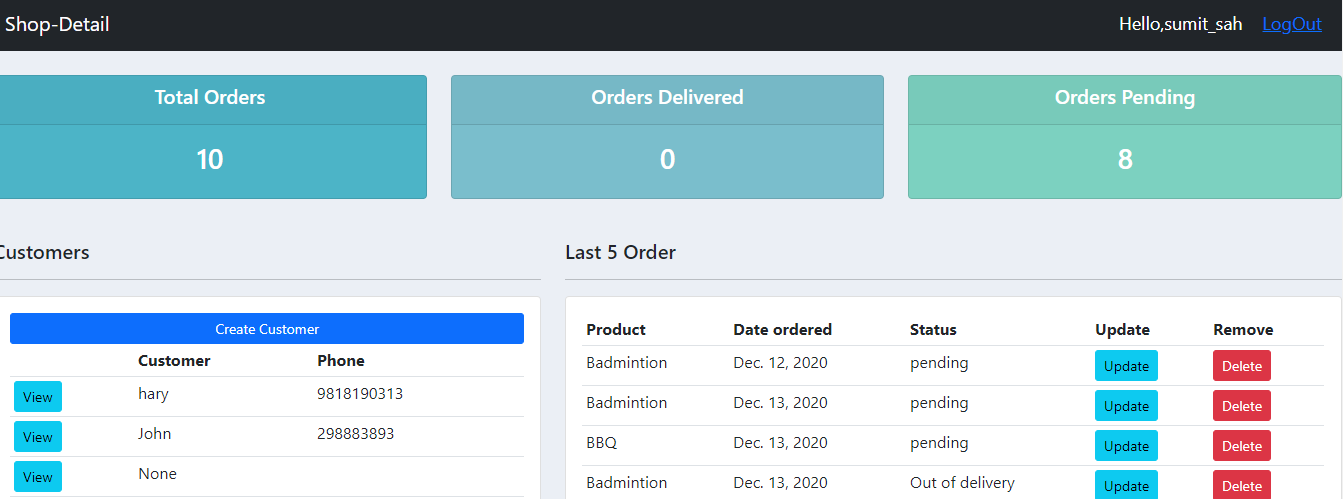 Shop-Detail Hello,sumit_sah LogOut
Total Orders Orders Delivered Orders Pending
10 0 8
Customers
Create Customer
Customer Phone
View hary 9818190313
View John 298883893
View None
Last 5 Order
Product Date ordered Status Update Remove
Badmintion Dec. 12, 2020 pending Update Delete
Badmintion Dec. 13, 2020 pending Update Delete
BBQ Dec. 13, 2020 pending Update Delete
Badmintion Dec. 13, 2020 Out of delivery Update Delete